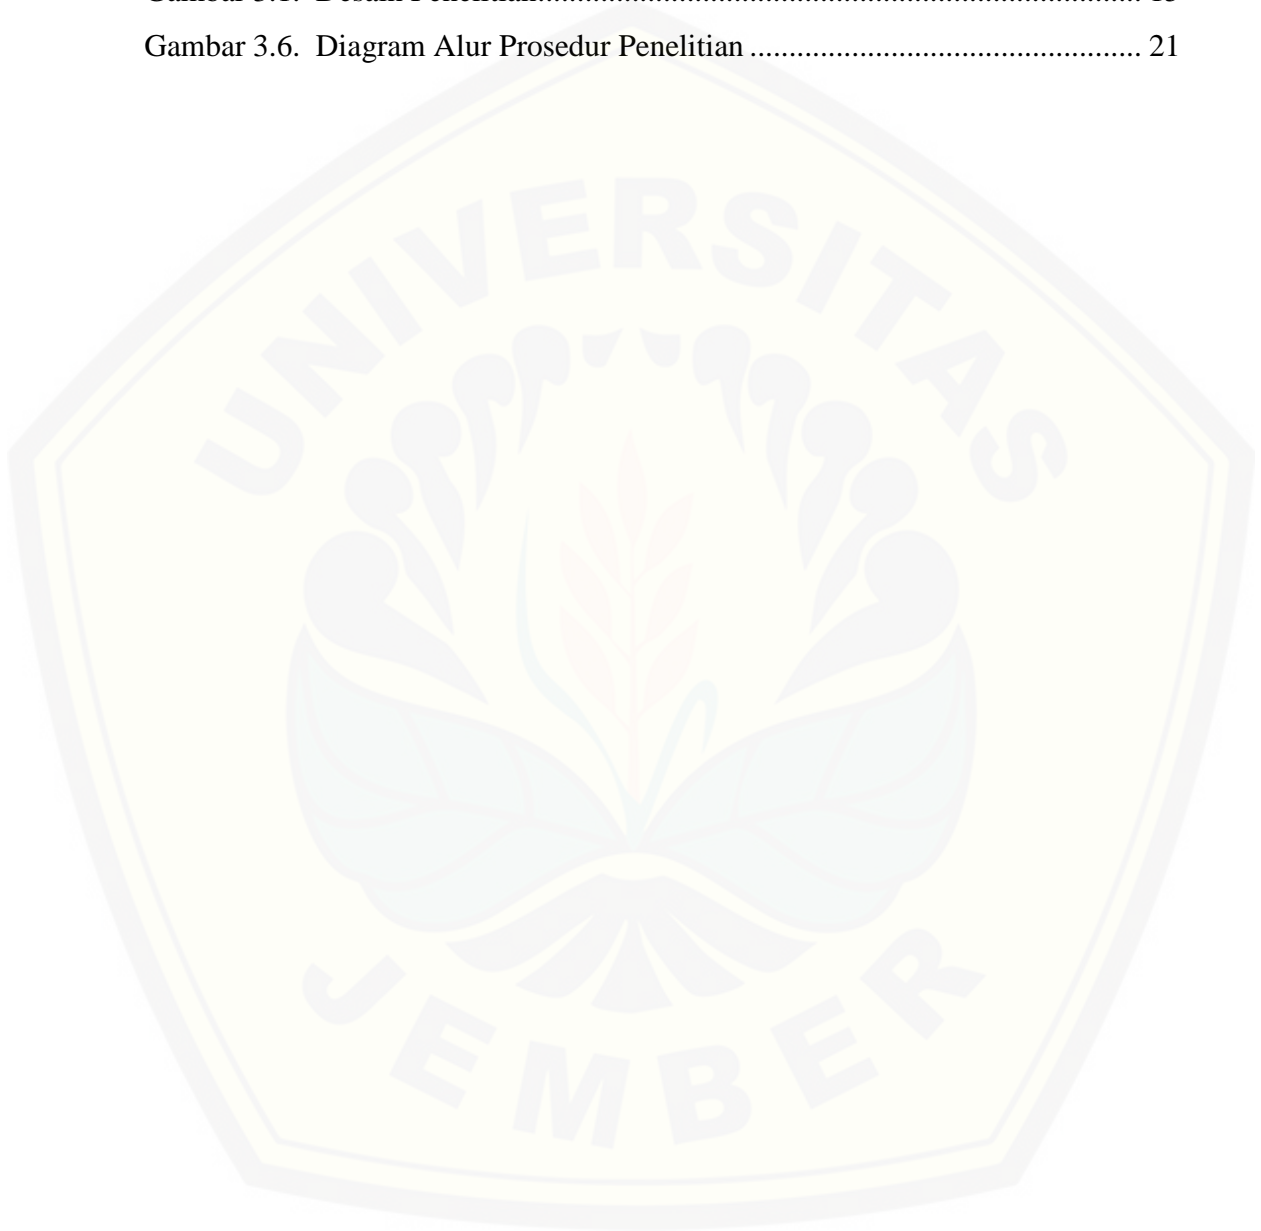 Gambar 3.6. Diagram Alur Prosedur Penelitian .................................................. 21
UNIVERSITAS
JEMBER